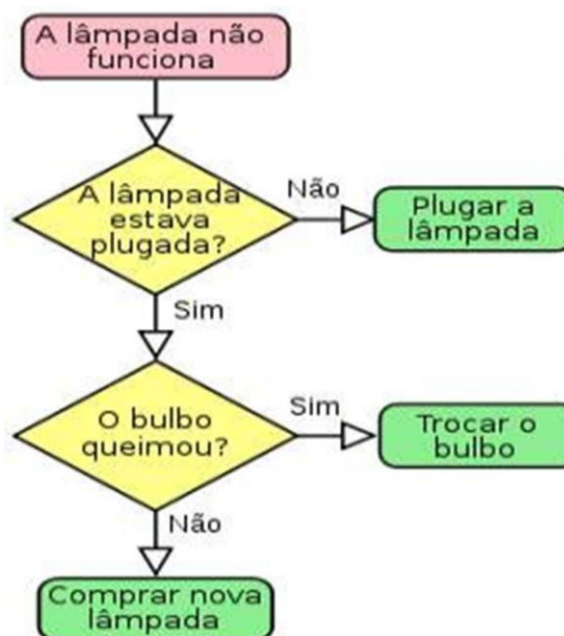 A lâmpada não
funciona
A lâmpada
estava
plugada?
Não
Plugar a
lâmpada
Sim
O bulbo
queimou?
Sim
Trocar o
bulbo
Não
Comprar nova
lâmpada